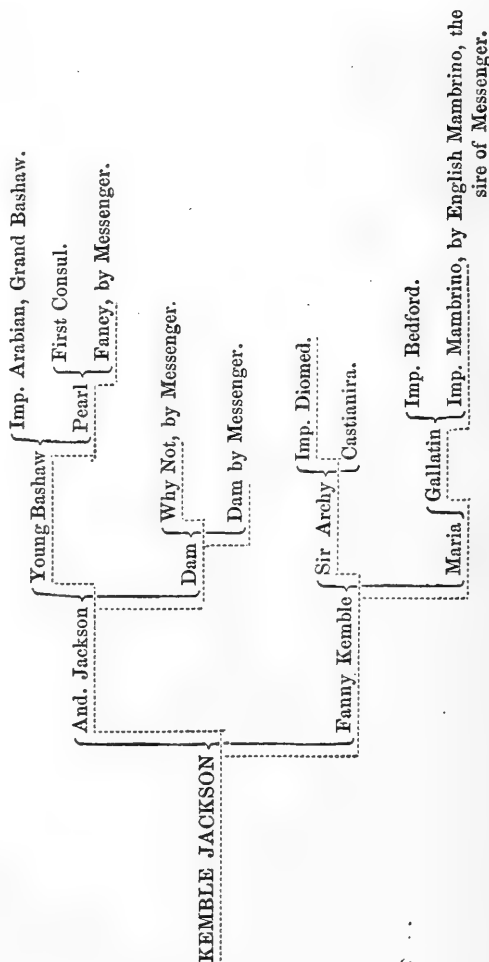 KEMBLE JACKSON
And. Jackson
Young Bashaw
Imp. Arabian, Grand Bashaw.
Pearl
First Consul.
Fancy, by Messenger.
Dam
Why Not, by Messenger.
Dam by Messenger.
Fanny Kemble
Sir Archy
Imp. Diomed.
Castianira.
Maria
Gallatin
Imp. Bedford.
Imp. Mambrino, by English Mambrino, the
sire of Messenger.